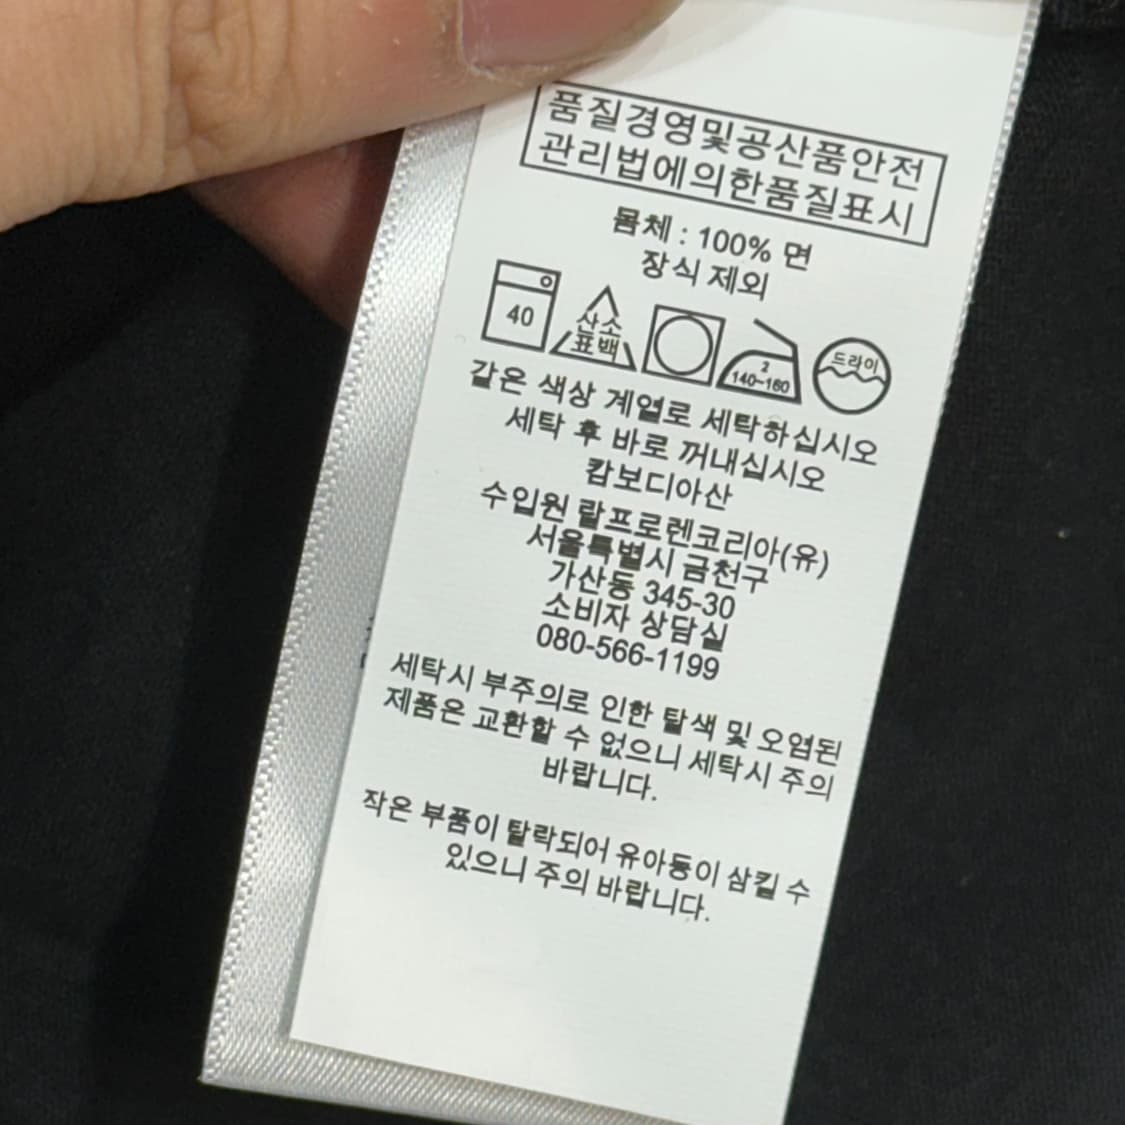 품질경영및공산품안전
관리법에의한품질표시
몸체 : 100% 면
장식 제외
40
산소
표백
2
140~160
드라이
같은 색상 계열로 세탁하십시오
세탁 후 바로 꺼내십시오
캄보디아산
수입원 랄프로렌코리아(유)
서울특별시 금천구
가산동 345-30
소비자 상담실
080-566-1199
세탁시 부주의로 인한 탈색 및 오염된
제품은 교환할 수 없으니 세탁시 주의
바랍니다.
작은 부품이 탈락되어 유아동이 삼킬 수
있으니 주의 바랍니다.